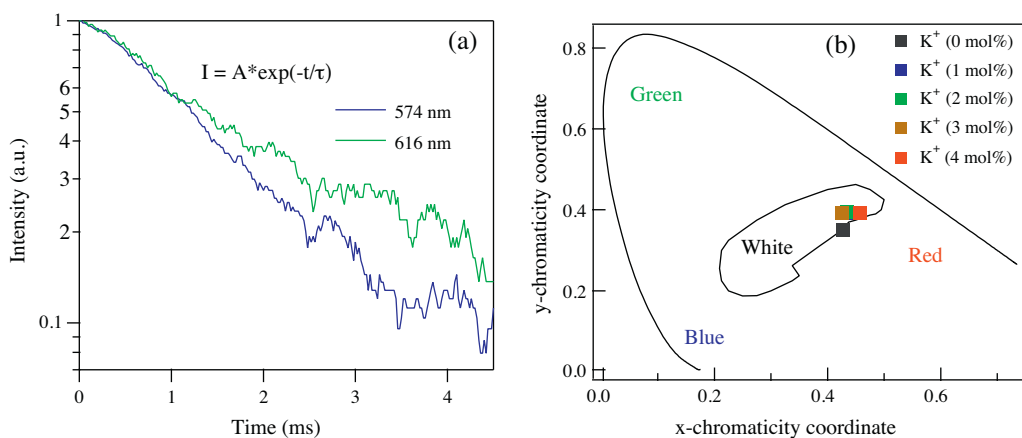 (a)
I = A*exp(-t/τ)
574 nm
616 nm
1
6
5
4
3
2
0.1
Intensity (a.u.)
0
1
2
3
4
Time (ms)
(b)
K+ (0 mol%)
K+ (1 mol%)
K+ (2 mol%)
K+ (3 mol%)
K+ (4 mol%)
Green
White
Red
Blue
0.8
0.6
0.4
0.2
0.0
y-chromaticity coordinate
0.0
0.2
0.4
0.6
x-chromaticity coordinate